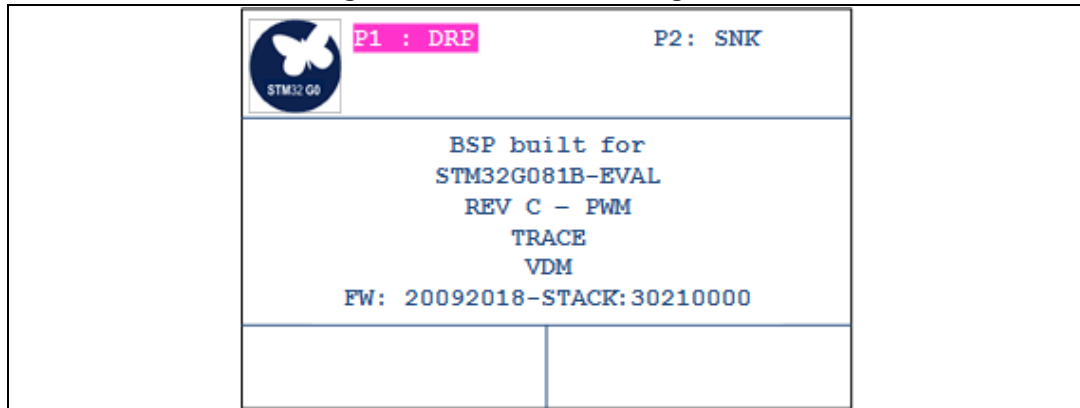 P1 : DRP
P2: SNK
STM32 G0
BSP built for
STM32G081B-EVAL
REV C – PWM
TRACE
VDM
FW: 20092018-STACK:30210000